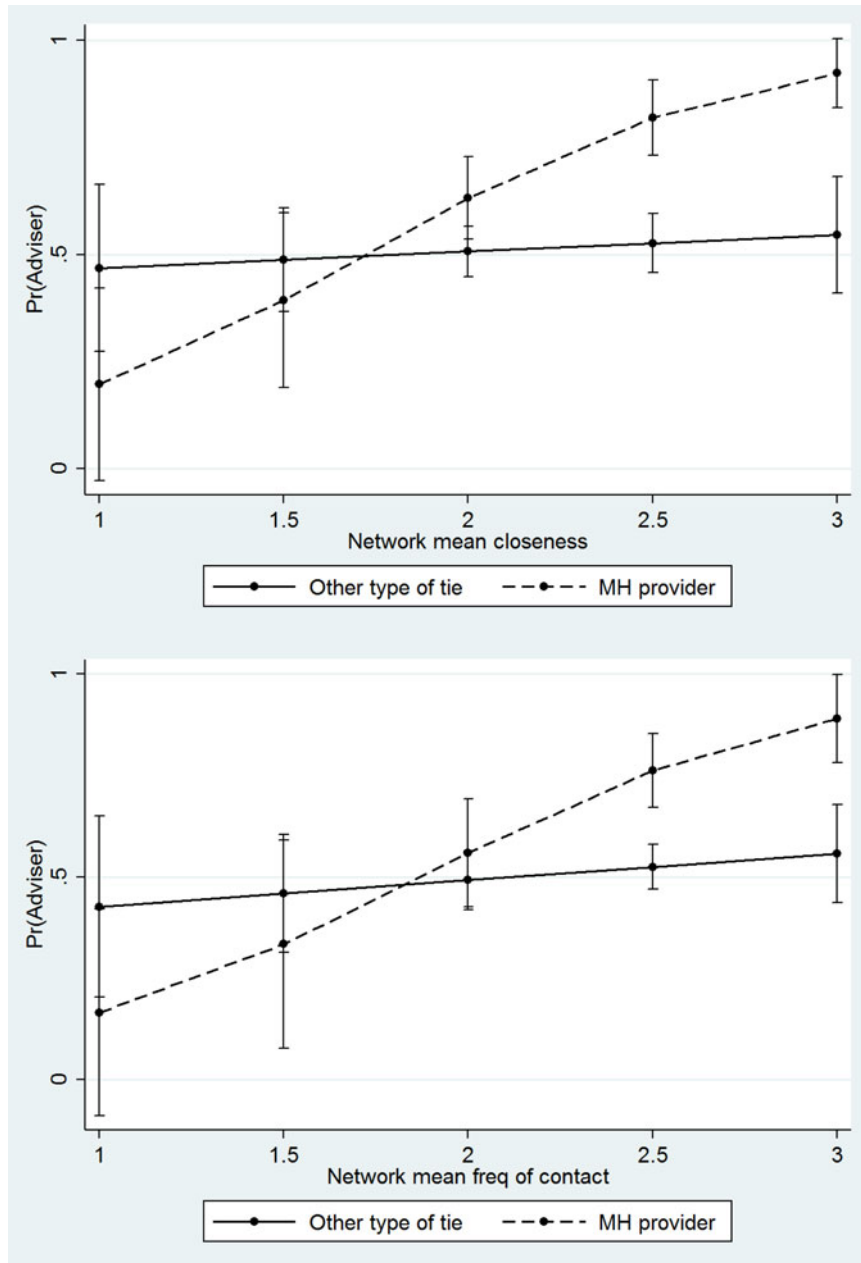 Pr(Adviser)
1
.5
0
1 1.5 2 2.5 3
Network mean closeness
Other type of tie MH provider
Pr(Adviser)
1
.5
0
1 1.5 2 2.5 3
Network mean freq of contact
Other type of tie MH provider